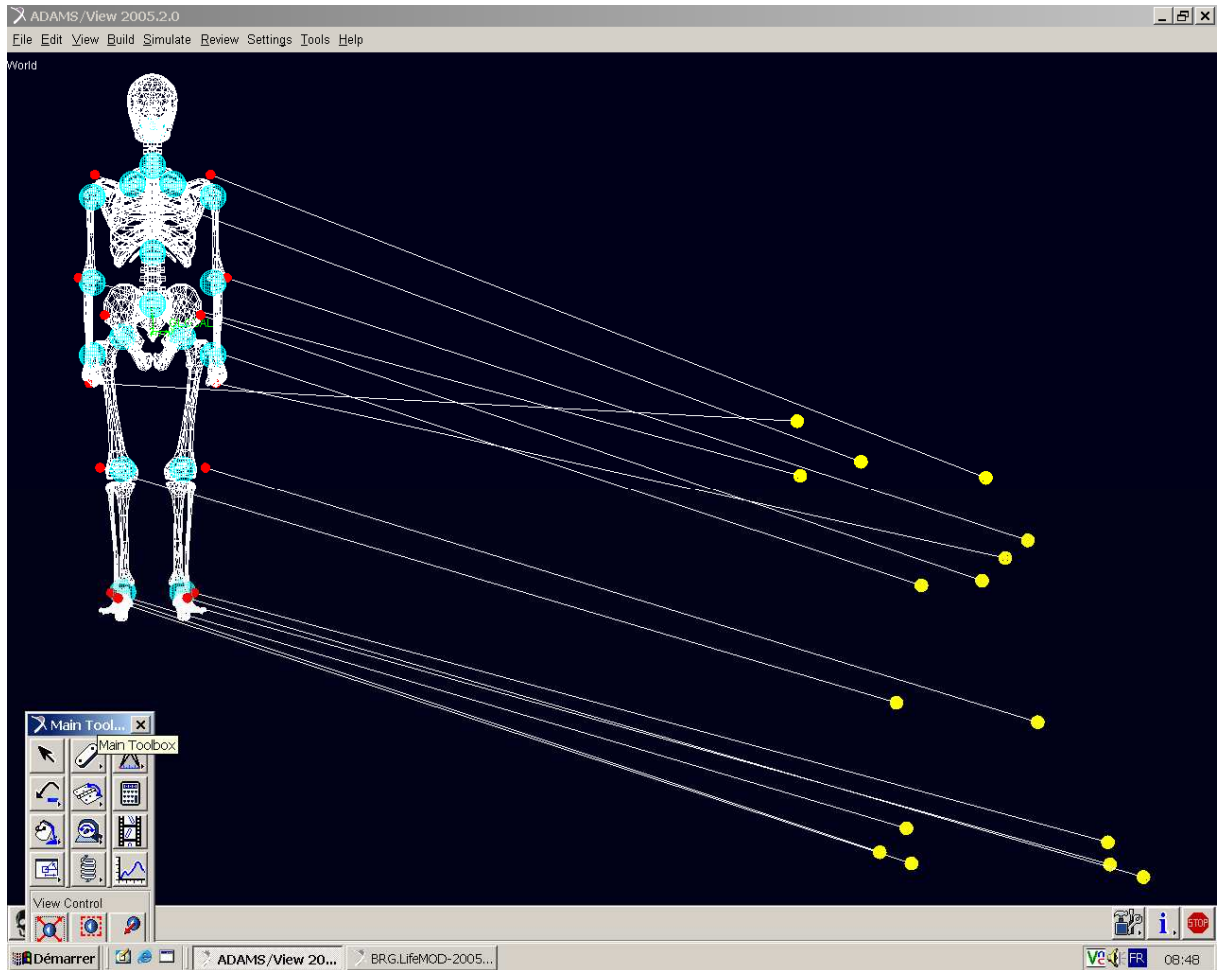 ADAMS/View 2005.2.0
File Edit View Build Simulate Review Settings Tools Help
World
Main Tool...
Main Toolbox
View Control
STOP
Démarrer
ADAMS/View 20...
BRG.LifeMOD-2005...
FR
08:48